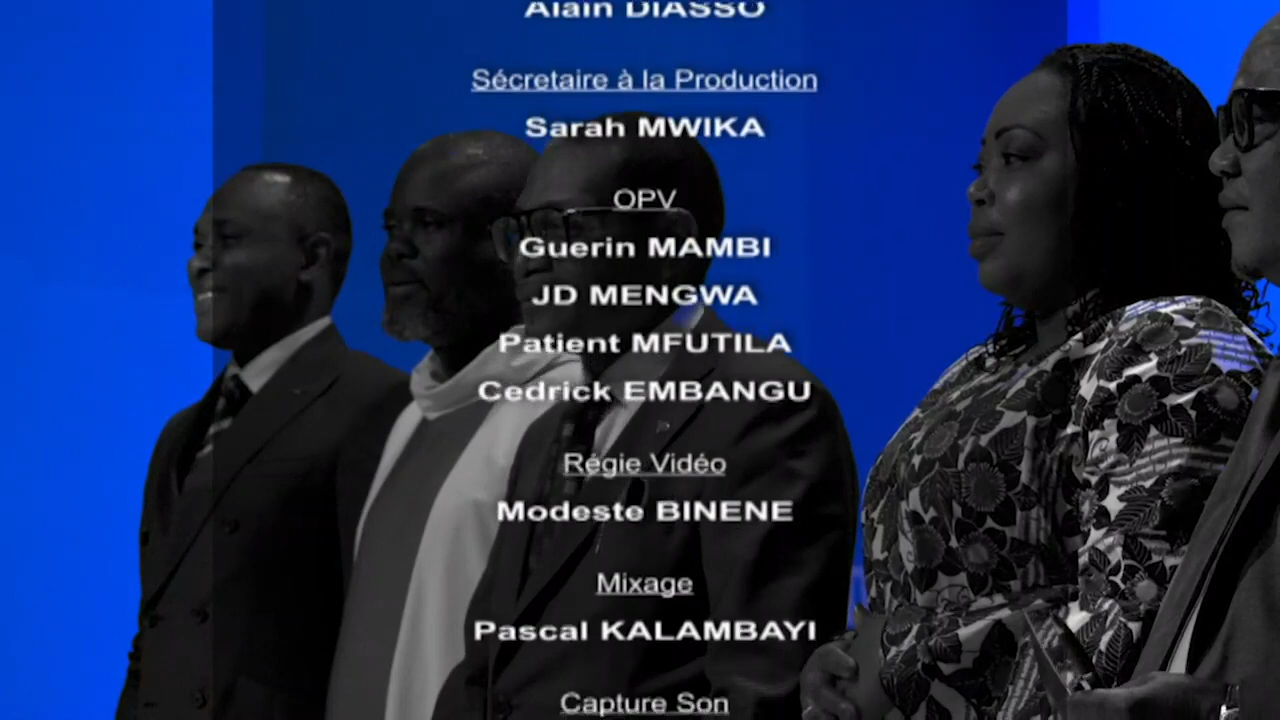 Alain DIASSO
Sécretaire à la Production
Sarah MWIKA
OPV
Guerin MAMBI
JD MENGWA
Patient MFUTILA
Cedrick EMBANGU
Régie Vidéo
Modeste BINENE
Mixage
Pascal KALAMBAYI
Capture Son